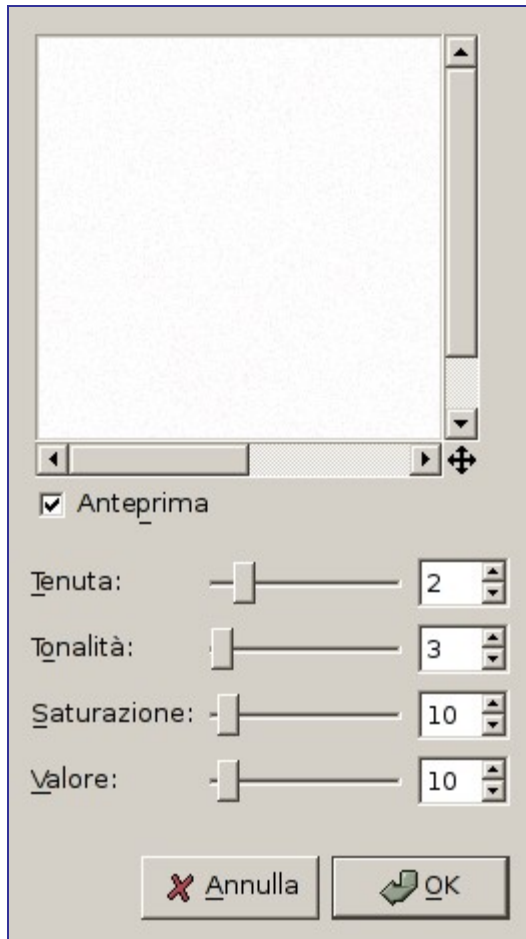 Anteprima
Tenuta: 2
Tonalità: 3
Saturazione: 10
Valore: 10
Annulla OK